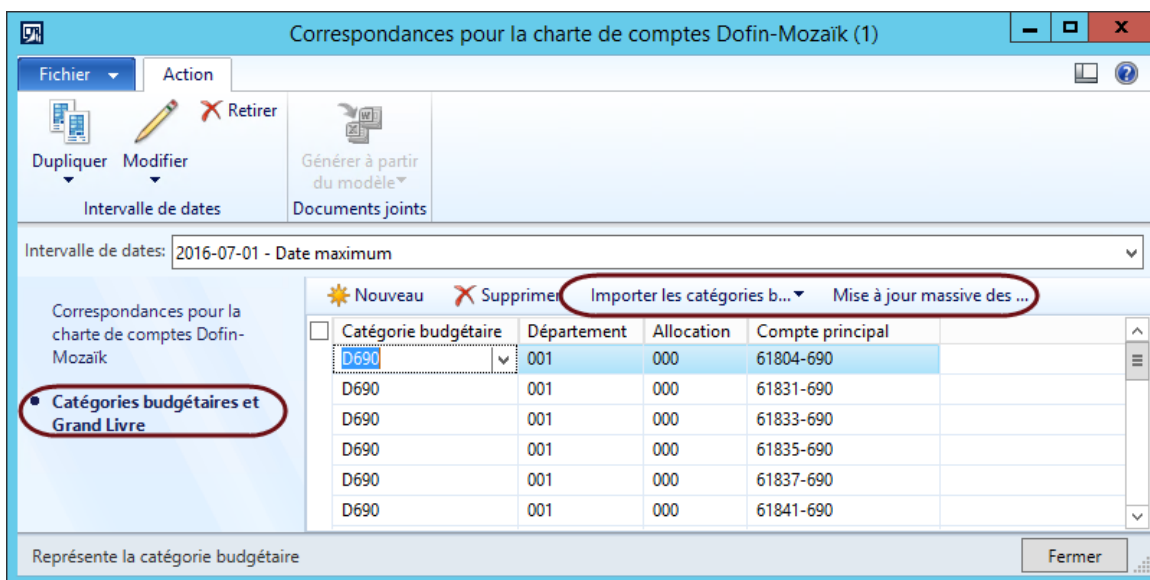 Correspondances pour la charte de comptes Dofin-Mozaïk (1)
Fichier
Action
Dupliquer
Modifier
Retirer
Intervalle de dates
Générer à partir
du modèle
Documents joints
Intervalle de dates: 2016-07-01 - Date maximum
Correspondances pour la
charte de comptes Dofin-
Mozaïk
Catégories budgétaires et
Grand Livre
Nouveau Supprimer Importer les catégories b... Mise à jour massive des ...
Catégorie budgétaire Département Allocation Compte principal
D690 001 000 61804-690
D690 001 000 61831-690
D690 001 000 61833-690
D690 001 000 61835-690
D690 001 000 61837-690
D690 001 000 61841-690
Représente la catégorie budgétaire
Fermer